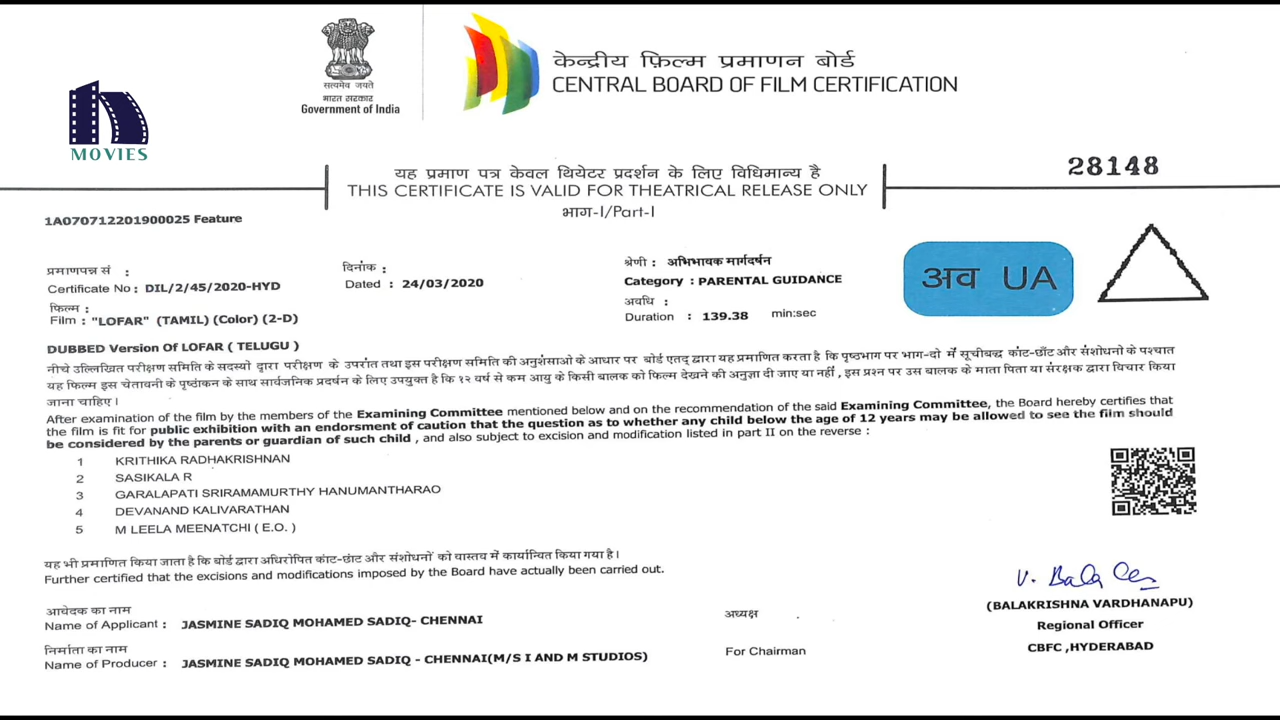 सत्यमेव जयते
भारत सरकार
Government of India
केन्द्रीय फ़िल्म प्रमाणन बोर्ड
CENTRAL BOARD OF FILM CERTIFICATION
MOVIES
यह प्रमाण पत्र केवल थियेटर प्रदर्शन के लिए विधिमान्य है
THIS CERTIFICATE IS VALID FOR THEATRICAL RELEASE ONLY
भाग-I/Part-I
28148
1A070712201900025 Feature
प्रमाणपत्र सं :
Certificate No : DIL/2/45/2020-HYD
दिनांक :
Dated : 24/03/2020
श्रेणी : अभिभावक मार्गदर्षन
Category : PARENTAL GUIDANCE
अव UA
फिल्म :
Film : "LOFAR" (TAMIL) (Color) (2-D)
अवधि :
Duration : 139.38 min:sec
DUBBED Version Of LOFAR ( TELUGU )
नीचे उल्लिखित परीक्षण समिति के सदस्यो द्वारा परीक्षण के उपरांत तथा इस परीक्षण समिति की अनुशंसाओ के आधार पर बोर्ड एतद् द्वारा यह प्रमाणित करता है कि पृष्ठभाग पर भाग-दो में सूचीबद्ध कांट-छाँट और संशोधनो के पश्चात
यह फिल्म इस चेतावनी के पृष्ठांकन के साथ सार्वजनिक प्रदर्षन के लिए उपयुक्त है कि १२ वर्ष से कम आयु के किसी बालक को फिल्म देखने की अनुज्ञा दी जाए या नहीं , इस प्रश्न पर उस बालक के माता पिता या संरक्षक द्वारा विचार किया
जाना चाहिए ।
After examination of the film by the members of the Examining Committee mentioned below and on the recommendation of the said Examining Committee, the Board hereby certifies that
the film is fit for public exhibition with an endorsment of caution that the question as to whether any child below the age of 12 years may be allowed to see the film should
be considered by the parents or guardian of such child , and also subject to excision and modification listed in part II on the reverse :
1 KRITHIKA RADHAKRISHNAN
2 SASIKALA R
3 GARALAPATI SRIRAMAMURTHY HANUMANTHARAO
4 DEVANAND KALIVARATHAN
5 M LEELA MEENATCHI ( E.O. )
यह भी प्रमाणित किया जाता है कि बोर्ड द्वारा अधिरोपित कांट-छांट और संशोधनों को वास्तव में कार्यान्वित किया गया है ।
Further certified that the excisions and modifications imposed by the Board have actually been carried out.
आवेदक का नाम
Name of Applicant : JASMINE SADIQ MOHAMED SADIQ- CHENNAI
अध्यक्ष
निर्माता का नाम
Name of Producer : JASMINE SADIQ MOHAMED SADIQ - CHENNAI(M/S I AND M STUDIOS)
For Chairman
(BALAKRISHNA VARDHANAPU)
Regional Officer
CBFC ,HYDERABAD